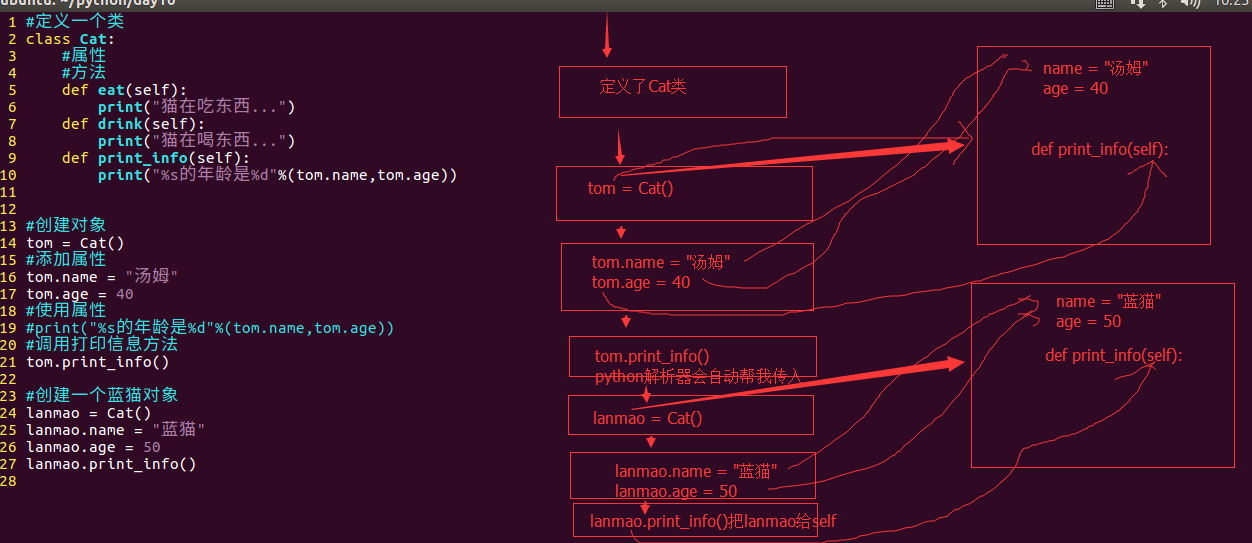 ubuntu: ~/python/day10
10:23
1 #定义一个类
2 class Cat:
3     #属性
4     #方法
5     def eat(self):
6         print("猫在吃东西...")
7     def drink(self):
8         print("猫在喝东西...")
9     def print_info(self):
10         print("%s的年龄是%d"%(tom.name,tom.age))
11
12
13 #创建对象
14 tom = Cat()
15 #添加属性
16 tom.name = "汤姆"
17 tom.age = 40
18 #使用属性
19 #print("%s的年龄是%d"%(tom.name,tom.age))
20 #调用打印信息方法
21 tom.print_info()
22
23 #创建一个蓝猫对象
24 lanmao = Cat()
25 lanmao.name = "蓝猫"
26 lanmao.age = 50
27 lanmao.print_info()
28
定义了Cat类
tom = Cat()
tom.name = "汤姆"
tom.age = 40
tom.print_info()
python解析器会自动帮我传入
lanmao = Cat()
lanmao.name = "蓝猫"
lanmao.age = 50
lanmao.print_info()把lanmao给self
name = "汤姆"
age = 40
def print_info(self):
name = "蓝猫"
age = 50
def print_info(self):